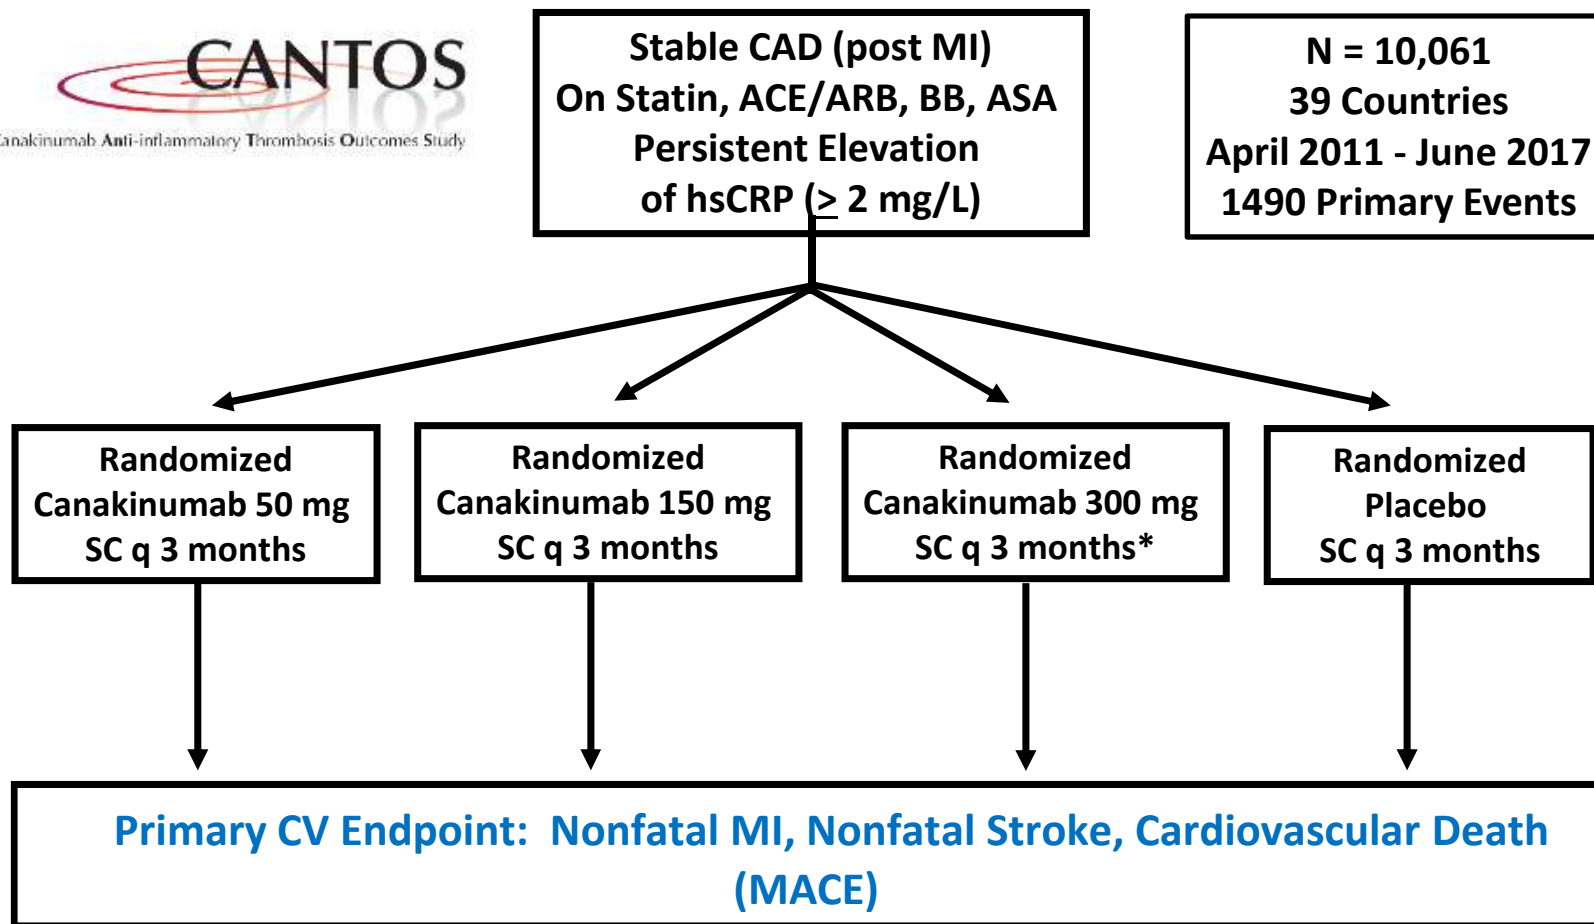 CANTOS
Canakinumab Anti-inflammatory Thrombosis Outcomes Study
Stable CAD (post MI)
On Statin, ACE/ARB, BB, ASA
Persistent Elevation
of hsCRP (≥ 2 mg/L)
N = 10,061
39 Countries
April 2011 - June 2017
1490 Primary Events
Randomized
Canakinumab 50 mg
SC q 3 months
Randomized
Canakinumab 150 mg
SC q 3 months
Randomized
Canakinumab 300 mg
SC q 3 months*
Randomized
Placebo
SC q 3 months
Primary CV Endpoint: Nonfatal MI, Nonfatal Stroke, Cardiovascular Death
(MACE)